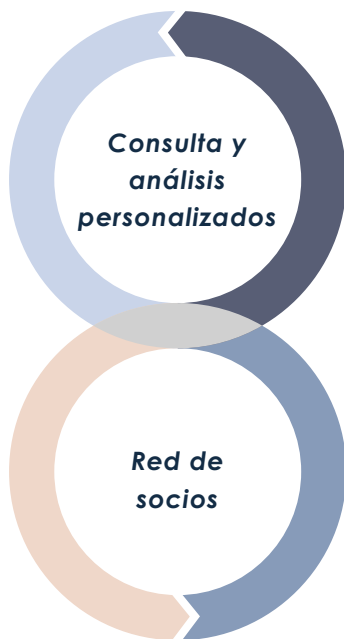 Consulta y
análisis
personalizados
Red de
socios